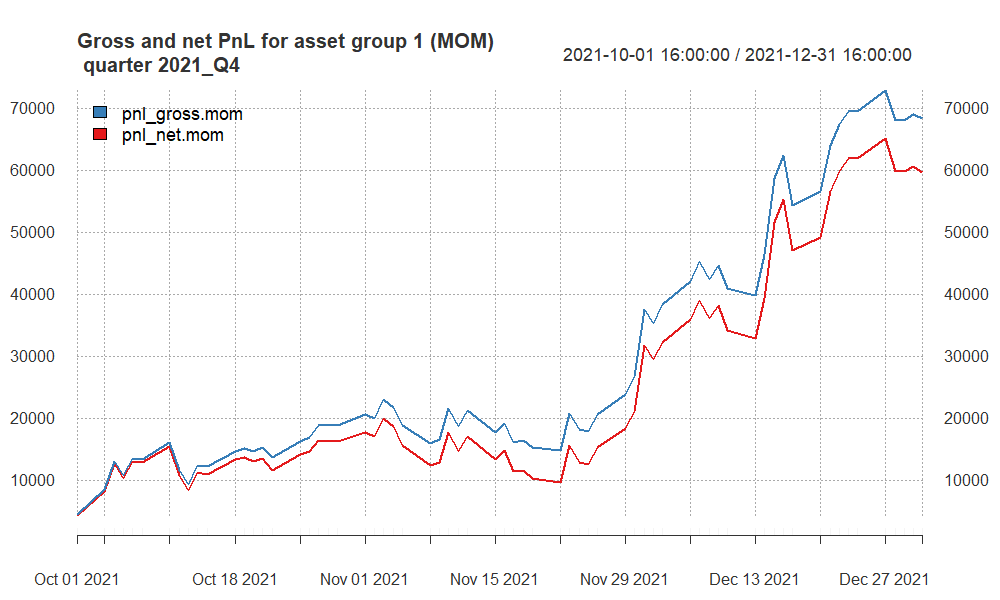 Gross and net PnL for asset group 1 (MOM)
quarter 2021_Q4
2021-10-01 16:00:00 / 2021-12-31 16:00:00
pnl_gross.mom
pnl_net.mom
70000 70000
60000 60000
50000 50000
40000 40000
30000 30000
20000 20000
10000 10000
Oct 01 2021 Oct 18 2021 Nov 01 2021 Nov 15 2021 Nov 29 2021 Dec 13 2021 Dec 27 2021